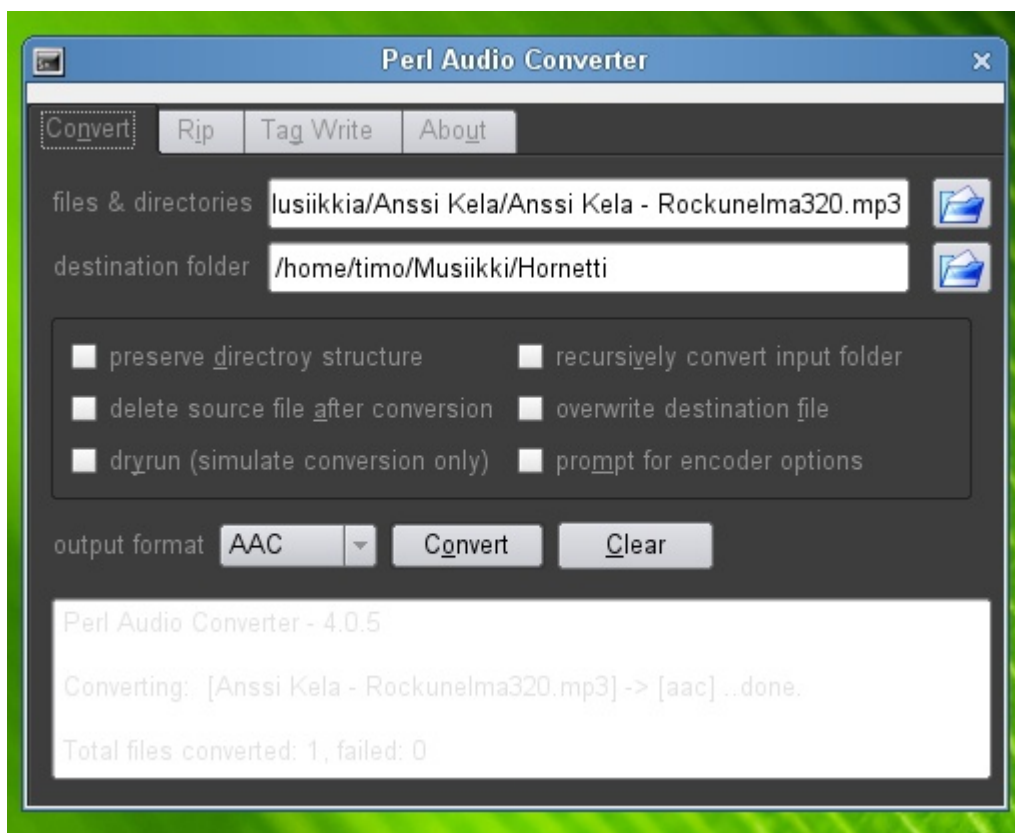 Perl Audio Converter
Convert Rip Tag Write About
files & directories lusiikkia/Anssi Kela/Anssi Kela - Rockunelma320.mp3
destination folder /home/timo/Musiikki/Hornetti
preserve directroy structure recursively convert input folder
delete source file after conversion overwrite destination file
dryrun (simulate conversion only) prompt for encoder options
output format AAC Convert Clear
Perl Audio Converter - 4.0.5
Converting: [Anssi Kela - Rockunelma320.mp3] -> [aac] ..done.
Total files converted: 1, failed: 0